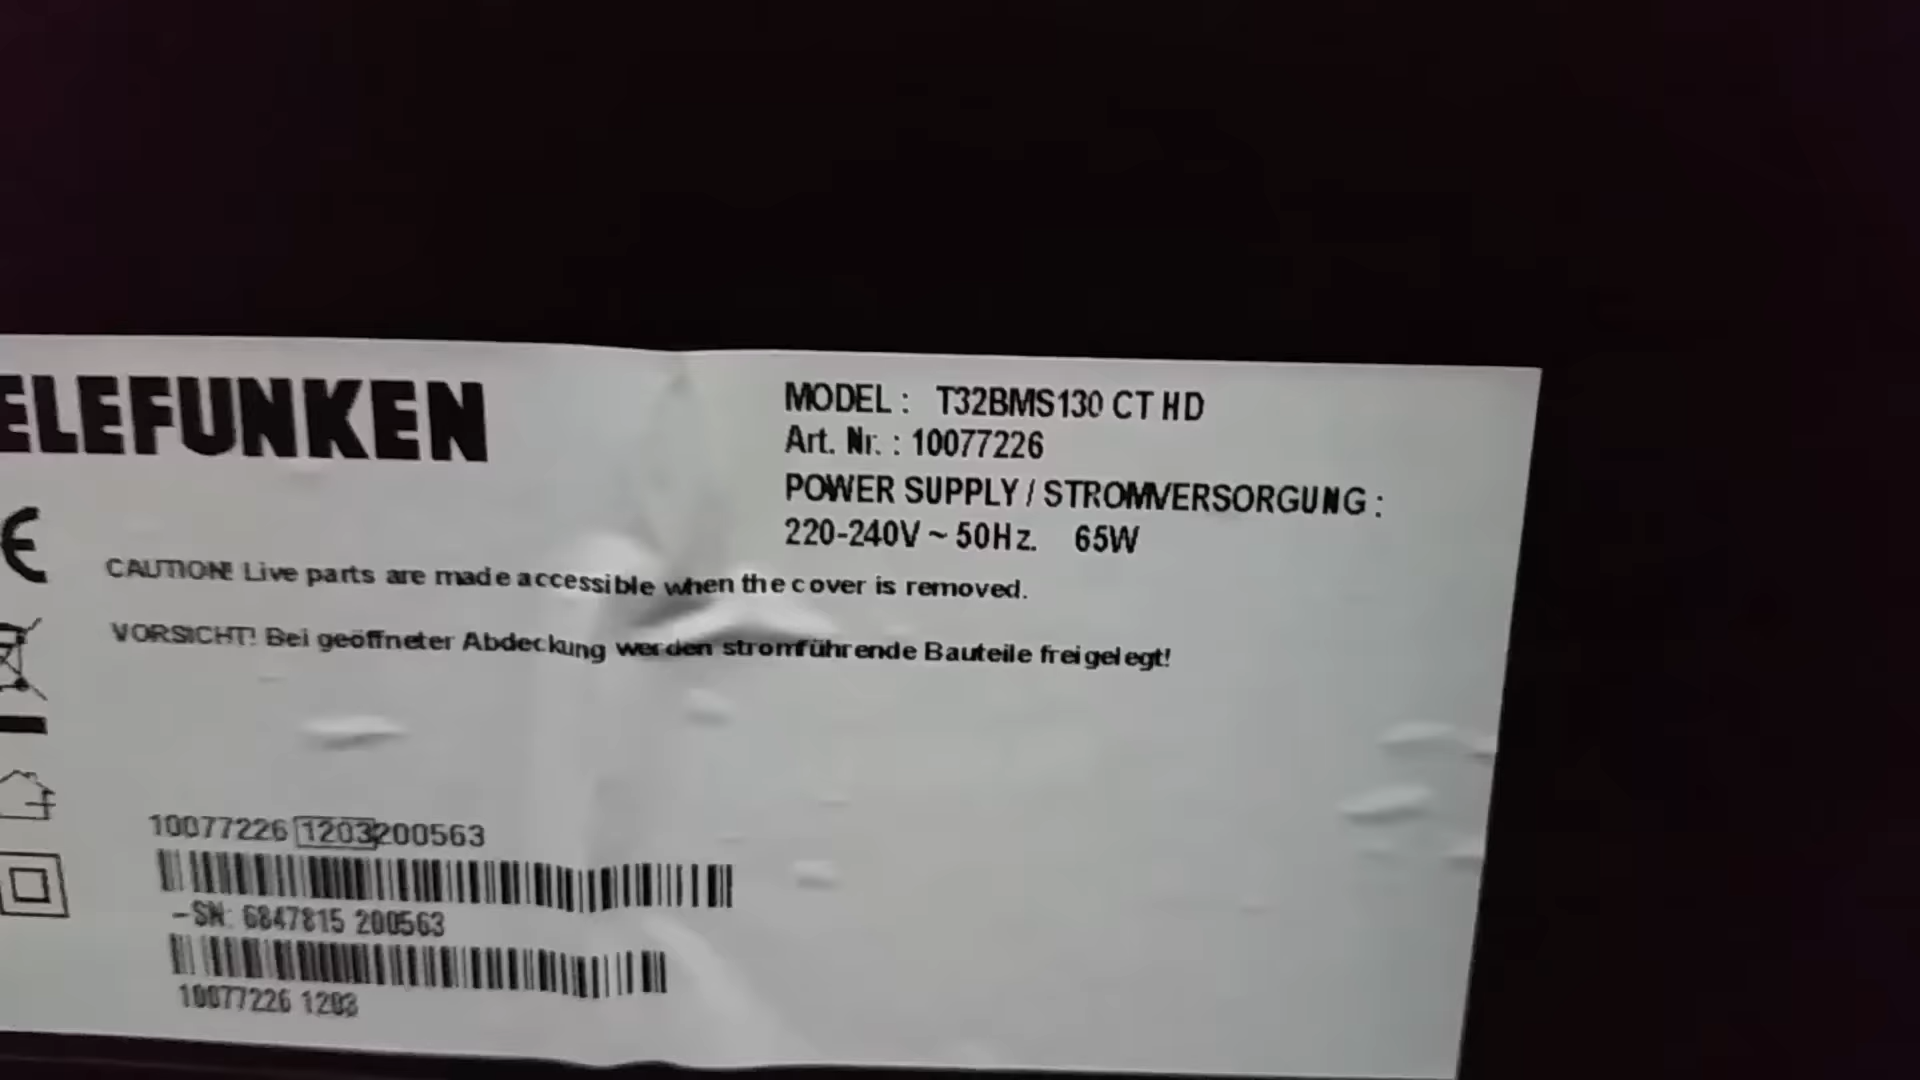 ELEFUNKEN
MODEL : T32BMS130 CT HD
Art. Nr. : 10077226
POWER SUPPLY / STROMVERSORGUNG :
220-240V ~ 50Hz. 65W
CE
CAUTION! Live parts are made accessible when the cover is removed.
VORSICHT! Bei geöffneter Abdeckung werden stromführende Bauteile freigelegt!
10077226 1203200563
-SN: 6847815 200563
10077226 1203